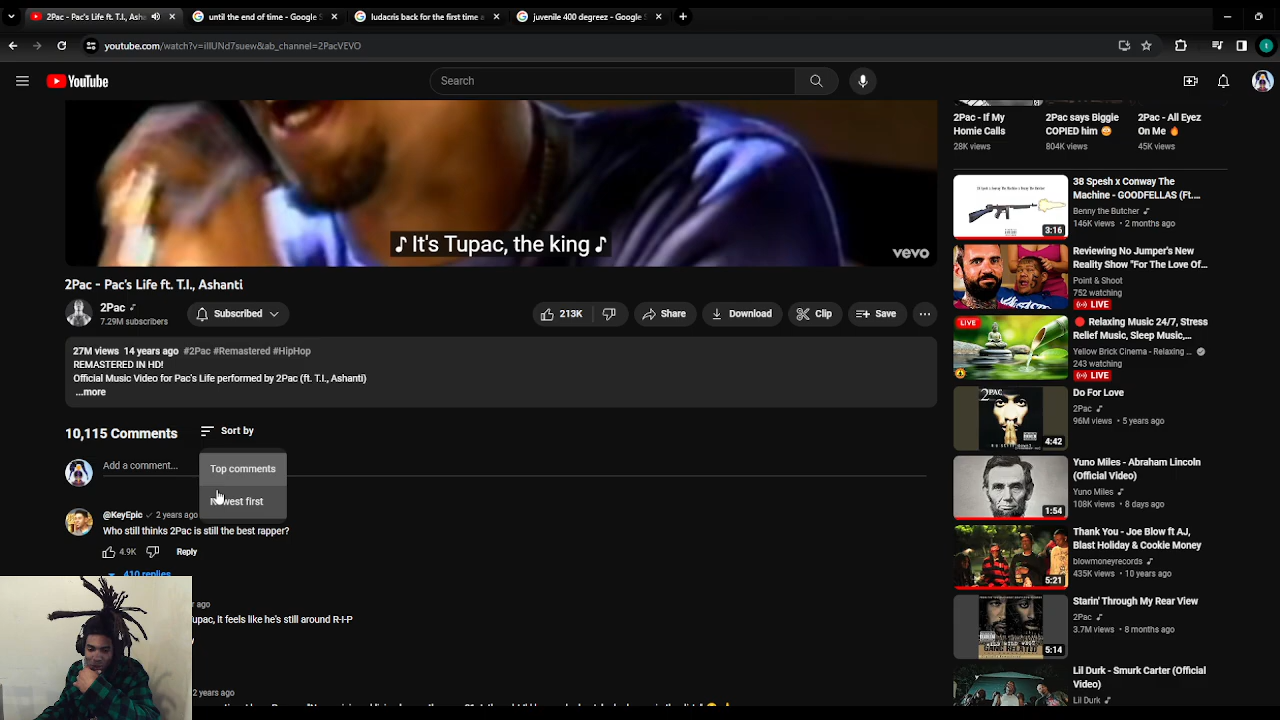 2Pac - Pac's Life ft. T.I., Asha
until the end of time - Google S
ludacris back for the first time a
juvenile 400 degreez - Google S
youtube.com/watch?v=illUNd7suew&ab_channel=2PacVEVO
YouTube
Search
♪ It's Tupac, the king ♪
vevo
2Pac - Pac's Life ft. T.I., Ashanti
2Pac
7.29M subscribers
Subscribed
213K
Share
Download
Clip
Save
27M views 14 years ago #2Pac #Remastered #HipHop
REMASTERED IN HD!
Official Music Video for Pac's Life performed by 2Pac (ft. T.I., Ashanti)
...more
10,115 Comments
Sort by
Add a comment...
Top comments
Newest first
@KeyEpic
2 years ago
Who still thinks 2Pac is still the best rapper?
4.9K
Reply
410 replies
ago
upac, it feels like he's still around R-I-P
2 years ago
2Pac - If My
Homie Calls
28K views
2Pac says Biggie
COPIED him 😳
804K views
2Pac - All Eyez
On Me 🔥
45K views
3:16
38 Spesh x Conway The
Machine - GOODFELLAS (Ft...
Benny the Butcher
146K views • 2 months ago
Reviewing No Jumper's New
Reality Show "For The Love Of...
Point & Shoot
752 watching
LIVE
LIVE
🔴 Relaxing Music 24/7, Stress
Relief Music, Sleep Music,...
Yellow Brick Cinema - Relaxing ...
243 watching
LIVE
2PAC
4:42
Do For Love
2Pac
96M views • 5 years ago
1:54
Yuno Miles - Abraham Lincoln
(Official Video)
Yuno Miles
108K views • 8 days ago
5:21
Thank You - Joe Blow ft AJ,
Blast Holiday & Cookie Money
blowmoneyrecords
435K views • 10 years ago
5:14
Starin' Through My Rear View
2Pac
3.7M views • 8 months ago
Lil Durk - Smurk Carter (Official
Video)
Lil Durk